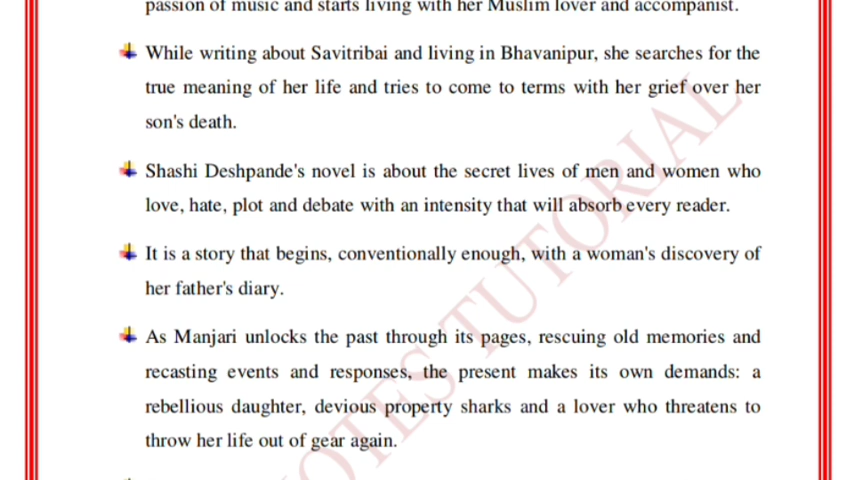 passion of music and starts living with her Muslim lover and accompanist.
While writing about Savitribai and living in Bhavanipur, she searches for the
true meaning of her life and tries to come to terms with her grief over her
son's death.
Shashi Deshpande's novel is about the secret lives of men and women who
love, hate, plot and debate with an intensity that will absorb every reader.
It is a story that begins, conventionally enough, with a woman's discovery of
her father's diary.
As Manjari unlocks the past through its pages, rescuing old memories and
recasting events and responses, the present makes its own demands: a
rebellious daughter, devious property sharks and a lover who threatens to
throw her life out of gear again.
OTES TUTORIAL